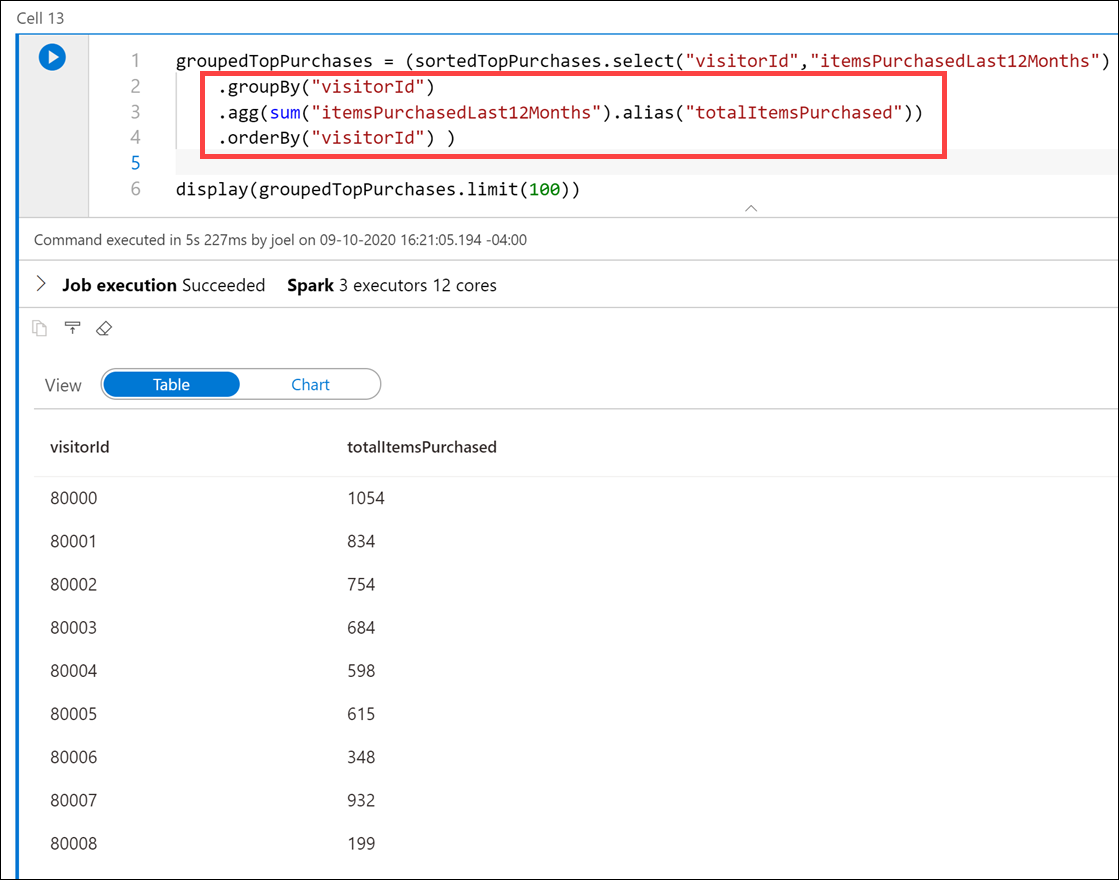 Cell 13
1 groupedTopPurchases = (sortedTopPurchases.select("visitorId","itemsPurchasedLast12Months")
2 .groupBy("visitorId")
3 .agg(sum("itemsPurchasedLast12Months").alias("totalItemsPurchased"))
4 .orderBy("visitorId") )
5
6 display(groupedTopPurchases.limit(100))
Command executed in 5s 227ms by joel on 09-10-2020 16:21:05.194 -04:00
Job execution Succeeded Spark 3 executors 12 cores
View Table Chart
visitorId totalItemsPurchased
80000 1054
80001 834
80002 754
80003 684
80004 598
80005 615
80006 348
80007 932
80008 199